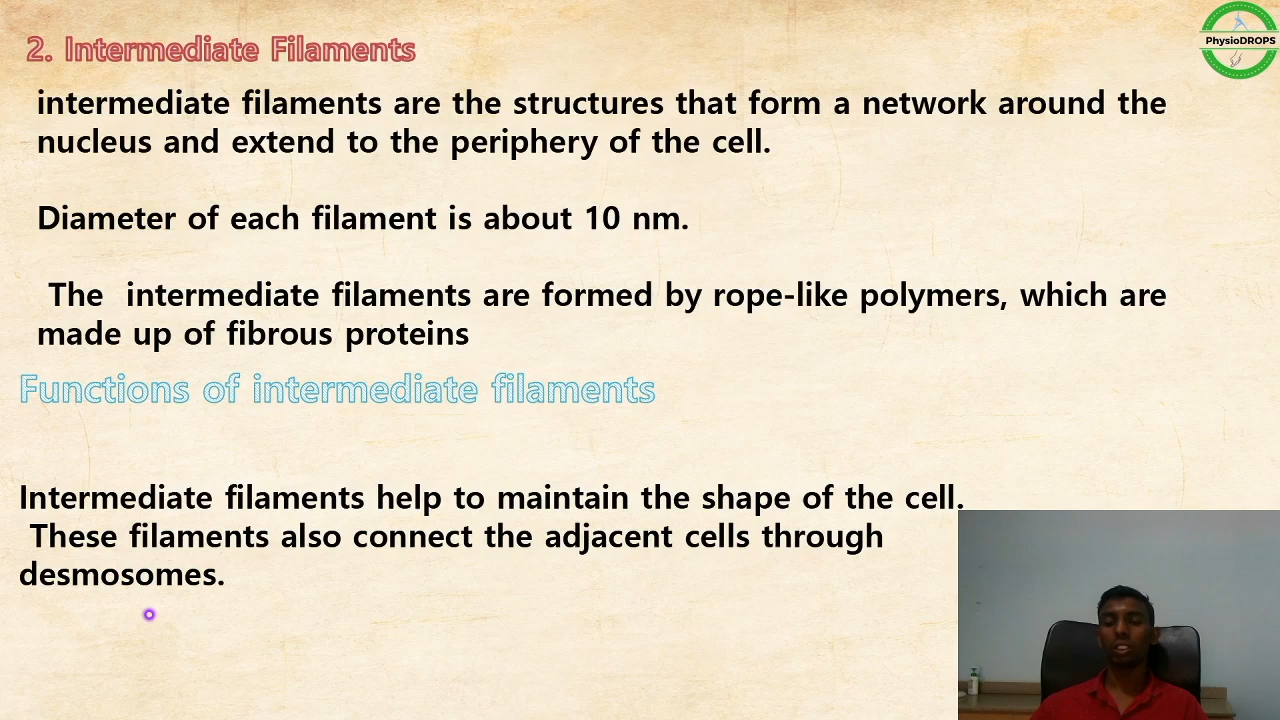 2. Intermediate Filaments
PhysioDROPS
intermediate filaments are the structures that form a network around the
nucleus and extend to the periphery of the cell.
Diameter of each filament is about 10 nm.
The intermediate filaments are formed by rope-like polymers, which are
made up of fibrous proteins
Functions of intermediate filaments
Intermediate filaments help to maintain the shape of the cell.
These filaments also connect the adjacent cells through
desmosomes.